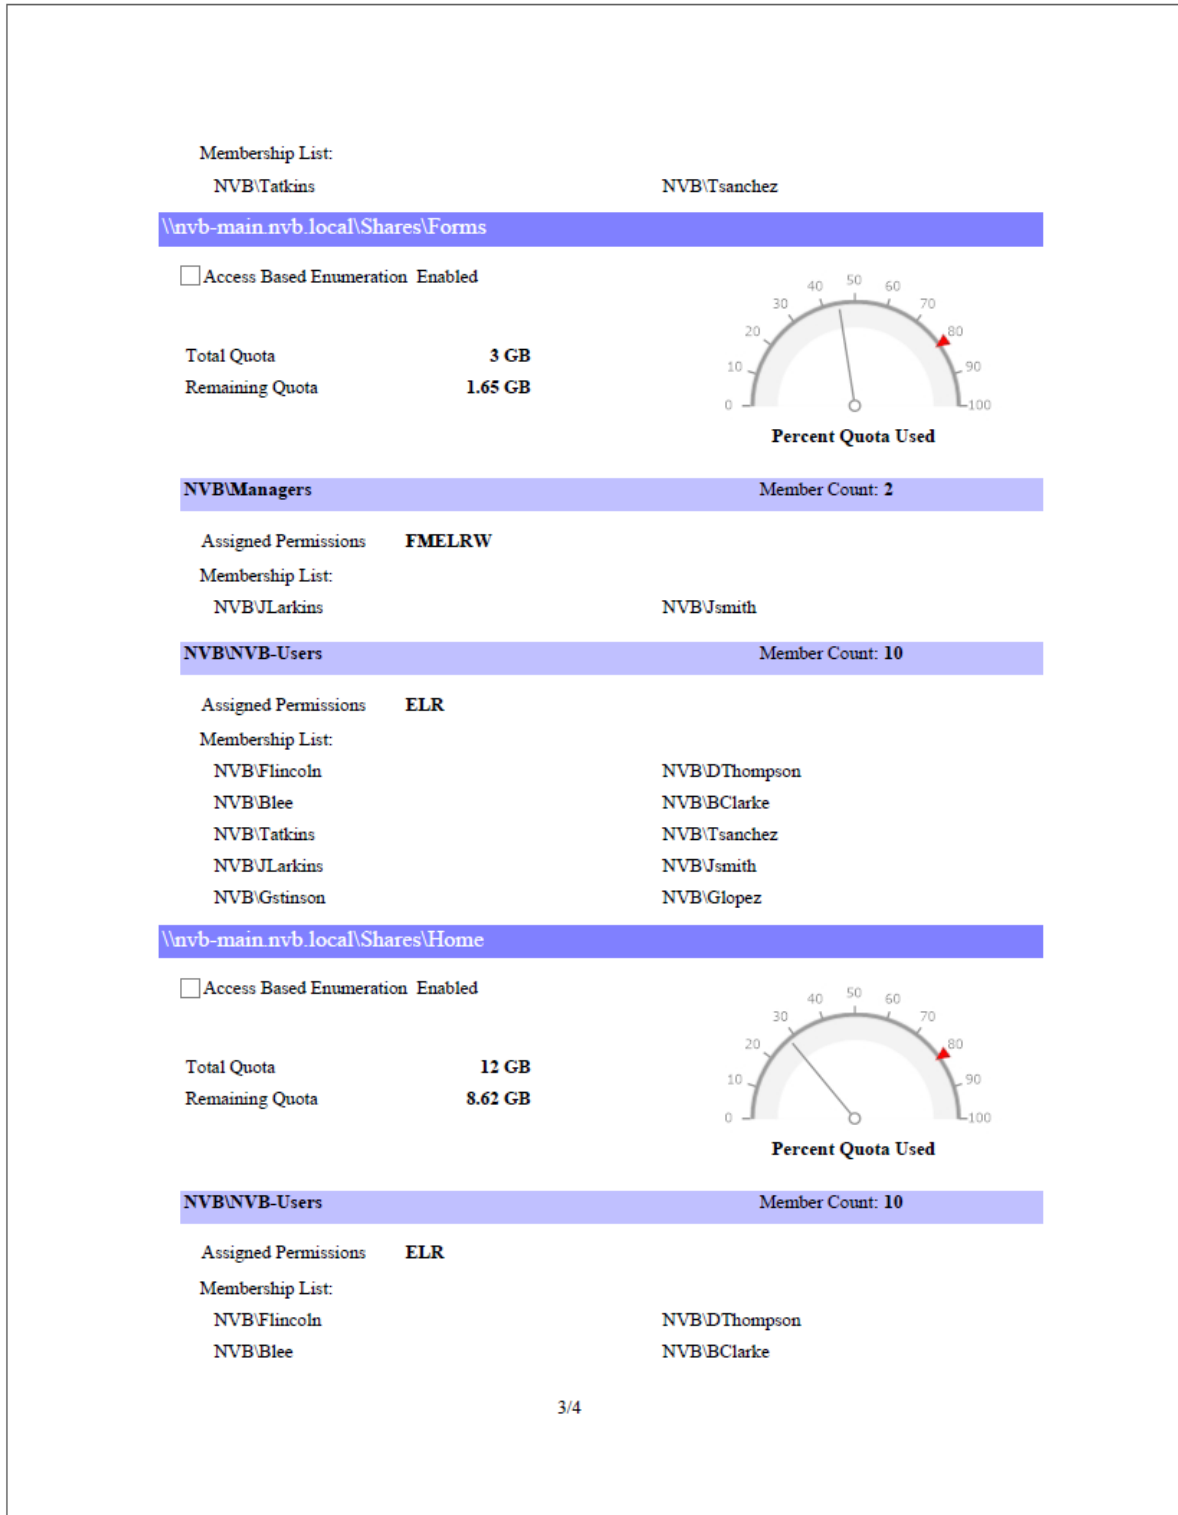 Membership List:
NVB\Tatkins NVB\Tsanchez
\\nvb-main.nvb.local\Shares\Forms
Access Based Enumeration Enabled
0 10 20 30 40 50 60 70 80 90 100
Total Quota 3 GB
Remaining Quota 1.65 GB
Percent Quota Used
NVB\Managers Member Count: 2
Assigned Permissions FMELRW
Membership List:
NVB\JLarkins NVB\Jsmith
NVB\NVB-Users Member Count: 10
Assigned Permissions ELR
Membership List:
NVB\Flincoln NVB\DThompson
NVB\Blee NVB\BClarke
NVB\Tatkins NVB\Tsanchez
NVB\JLarkins NVB\Jsmith
NVB\Gstinson NVB\Glopez
\\nvb-main.nvb.local\Shares\Home
Access Based Enumeration Enabled
0 10 20 30 40 50 60 70 80 90 100
Total Quota 12 GB
Remaining Quota 8.62 GB
Percent Quota Used
NVB\NVB-Users Member Count: 10
Assigned Permissions ELR
Membership List:
NVB\Flincoln NVB\DThompson
NVB\Blee NVB\BClarke
3/4